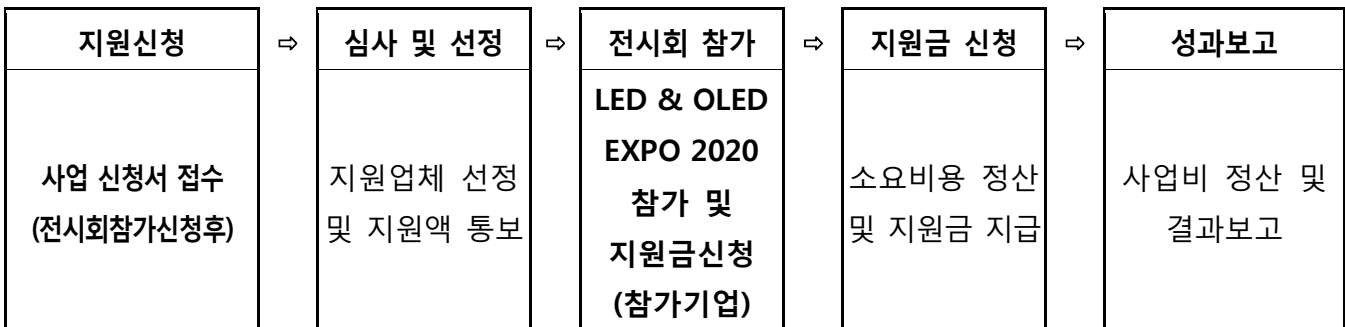 지원신청 ⇨ 심사 및 선정 ⇨ 전시회 참가 ⇨ 지원금 신청 ⇨ 성과보고
사업 신청서 접수
(전시회참가신청후)
지원업체 선정
및 지원액 통보
LED & OLED
EXPO 2020
참가 및
지원금신청
(참가기업)
소요비용 정산
및 지원금 지급
사업비 정산 및
결과보고